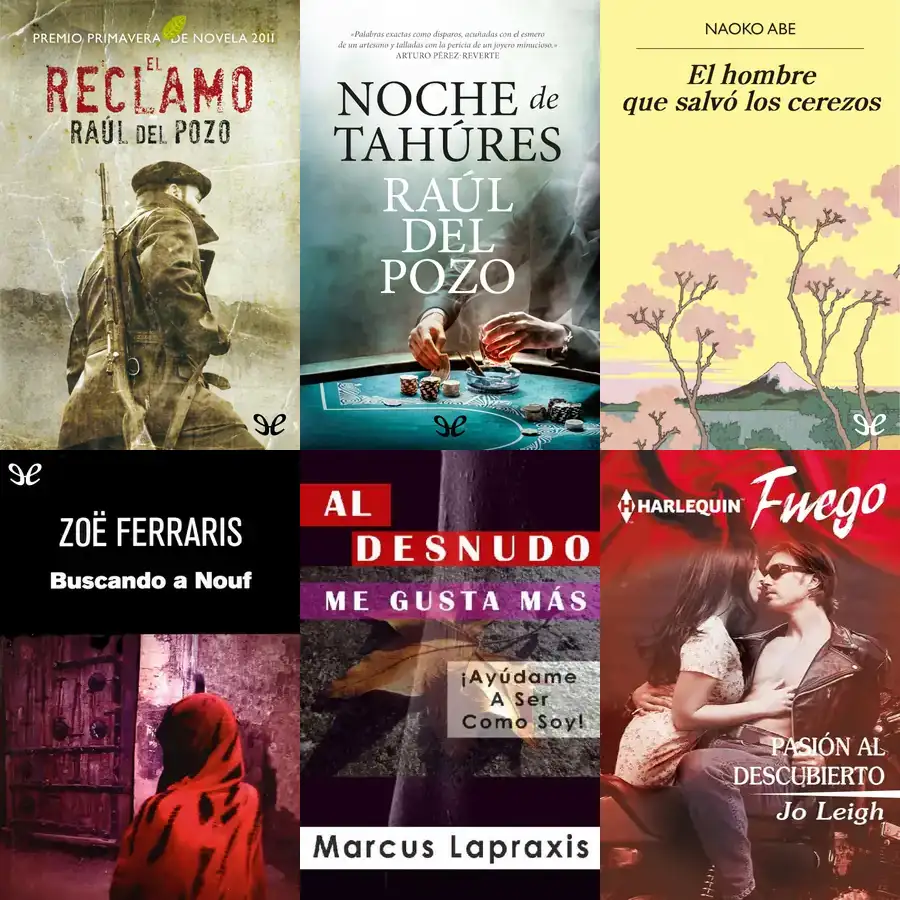 PREMIO PRIMAVERA DE NOVELA 2011
EL
RECLAMO
RAÚL DEL POZO
«Palabras exactas como disparos, acuñadas con el esmero
de un artesano y talladas con la pericia de un joyero minucioso.»
ARTURO PÉREZ-REVERTE
NOCHE de
TAHÚRES
RAÚL
DEL
POZO
NAOKO ABE
El hombre
que salvó los cerezos
ZOË FERRARIS
Buscando a Nouf
AL
DESNUDO
ME GUSTA MÁS
¡Ayúdame
A Ser
Como Soy!
Marcus Lapraxis
HARLEQUIN™ Fuego
PASIÓN AL
DESCUBIERTO
Jo Leigh